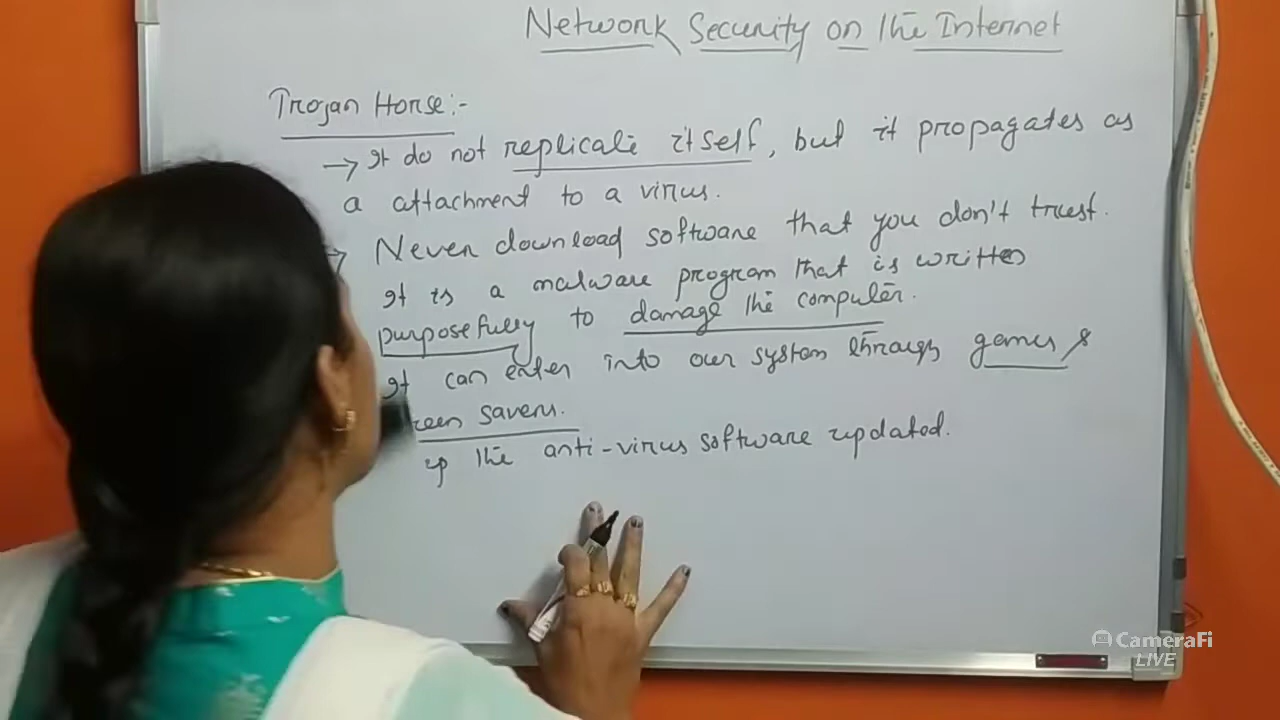 Network Security on the Internet
Trojan Horse:-
→ It do not replicate itself, but it propagates as
a attachment to a virus.
→ Never download software that you don't trust.
It is a malware program that is written
purposefully to damage the computer.
It can enter into our system through games &
reen savers.
up the anti-virus software updated.
CameraFi
LIVE